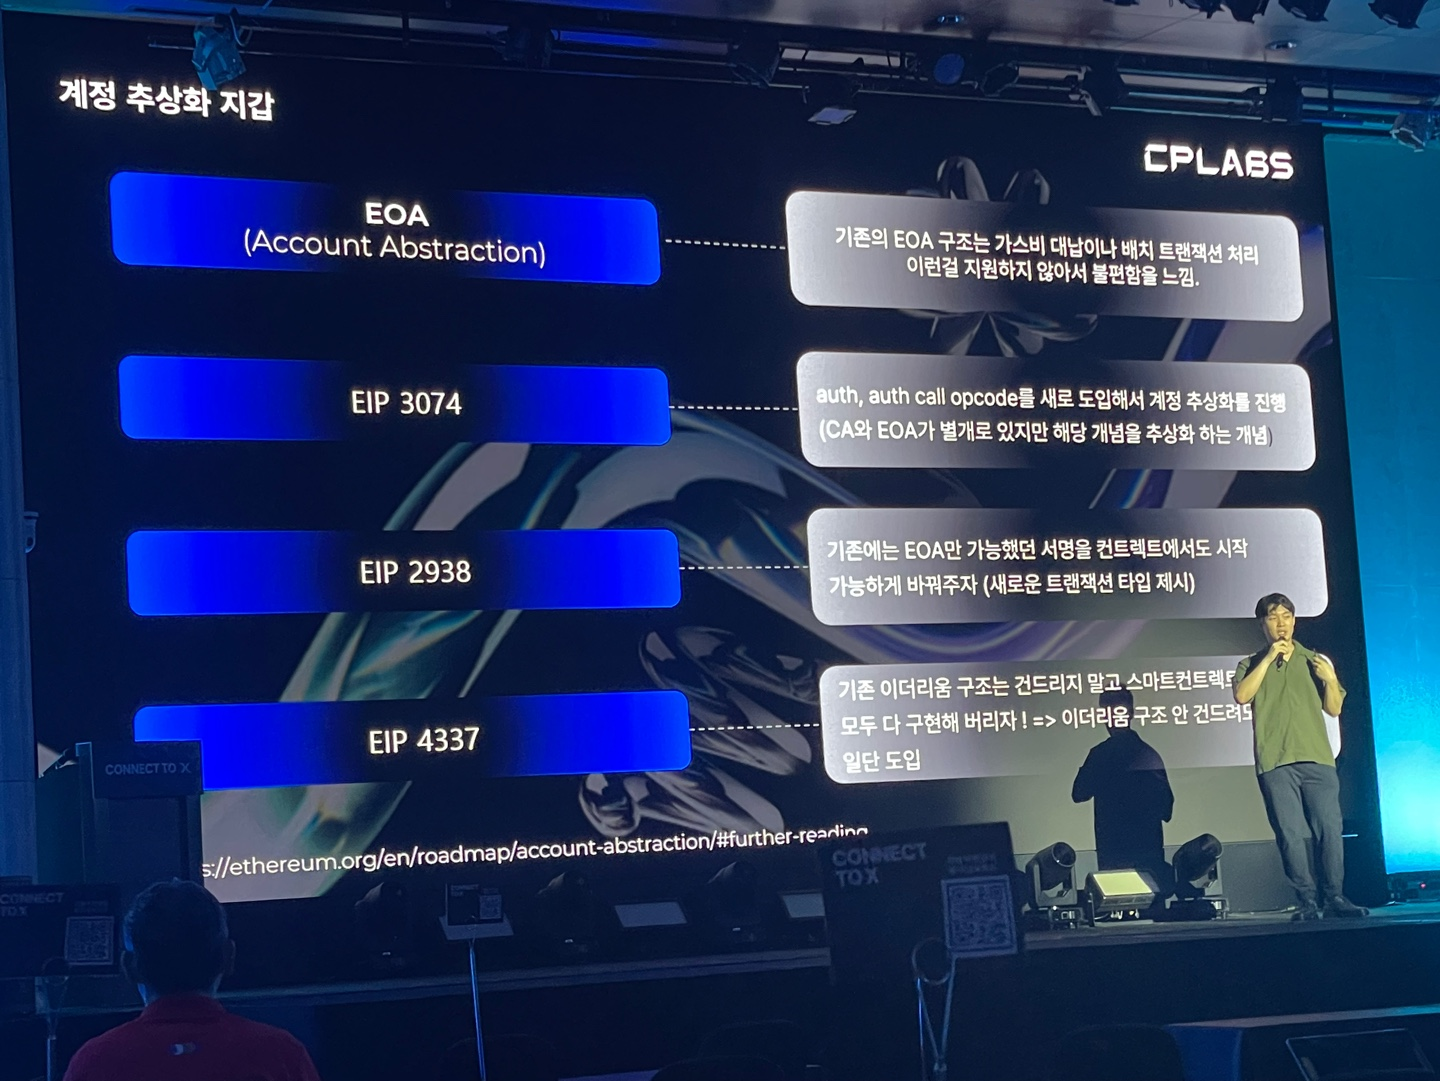 계정 추상화 지갑
CPLABS
EOA
(Account Abstraction)
기존의 EOA 구조는 가스비 대납이나 배치 트랜잭션 처리
이런걸 지원하지 않아서 불편함을 느낌.
EIP 3074
auth, auth call opcode를 새로 도입해서 계정 추상화를 진행
(CA와 EOA가 별개로 있지만 해당 개념을 추상화 하는 개념)
EIP 2938
기존에는 EOA만 가능했던 서명을 컨트렉트에서도 시작
가능하게 바꿔주자 (새로운 트랜잭션 타입 제시)
EIP 4337
기존 이더리움 구조는 건드리지 말고 스마트컨트렉트
모두 다 구현해 버리자 ! => 이더리움 구조 안
일단 도입
s://ethereum.org/en/roadmap/account-abstraction/#further-reading
CONNECT TO X
CONNECT
TO X
CONNECT
TO X